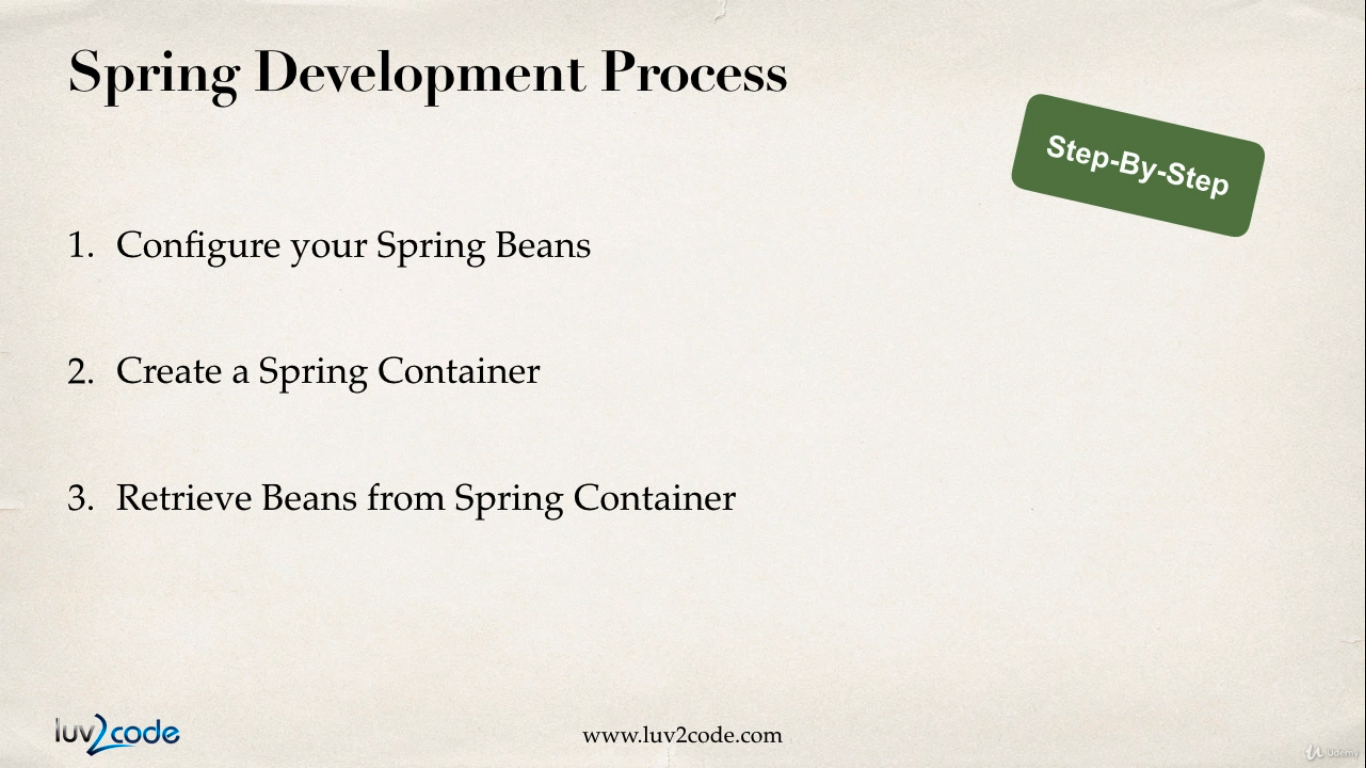 Spring Development Process
Step-By-Step
1. Configure your Spring Beans
2. Create a Spring Container
3. Retrieve Beans from Spring Container
luv2code
www.luv2code.com
Udemy